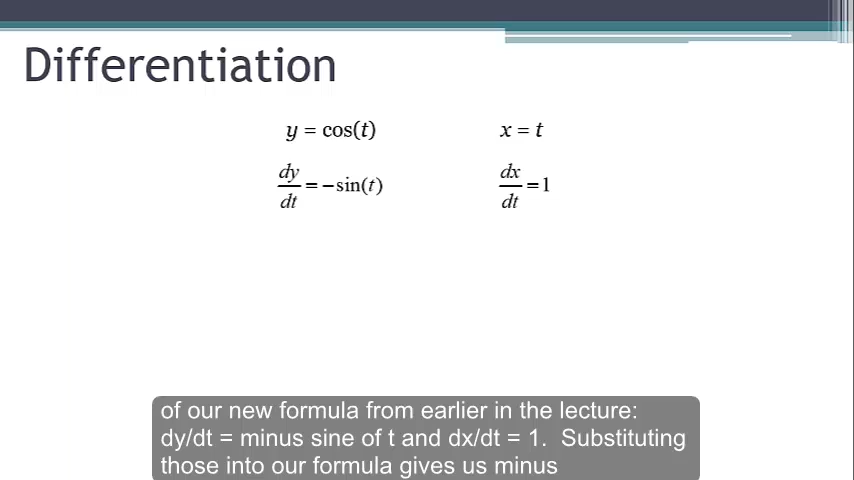 Differentiation
y = cos(t) x = t
dy/dt = −sin(t) dx/dt = 1
of our new formula from earlier in the lecture:
dy/dt = minus sine of t and dx/dt = 1. Substituting
those into our formula gives us minus